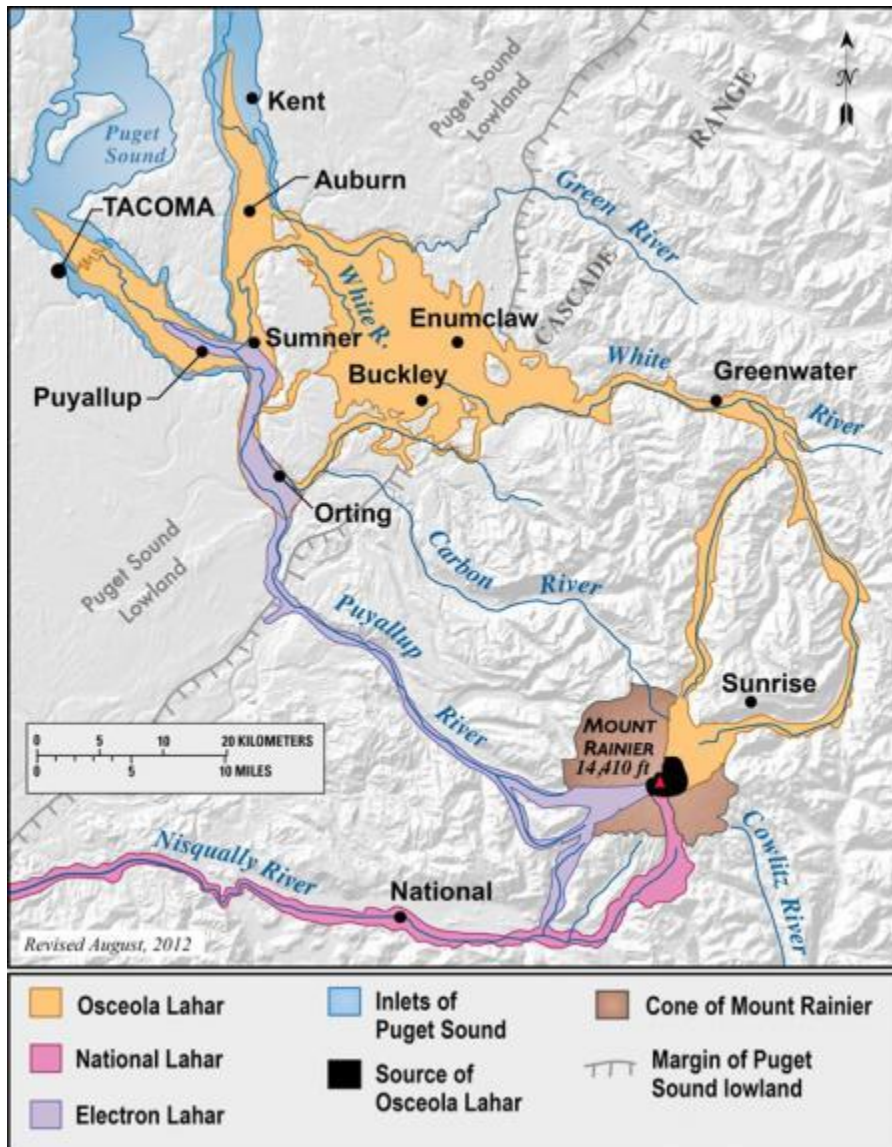 Kent
Puget Sound
Lowland
RANGE
N
Puget
Sound
Auburn
TACOMA
Green River
CASCADE
White R.
Enumclaw
Sumner
White
Greenwater
Buckley
Puyallup
River
Orting
Puget Sound
Lowland
Carbon
River
Puyallup
Sunrise
River
MOUNT
RAINIER
14,410 ft
0 5 10 20 KILOMETERS
0 5 10 MILES
Nisqually River
National
Cowlitz River
Revised August, 2012
Osceola Lahar
National Lahar
Electron Lahar
Inlets of
Puget Sound
Source of
Osceola Lahar
Cone of Mount Rainier
Margin of Puget
Sound lowland